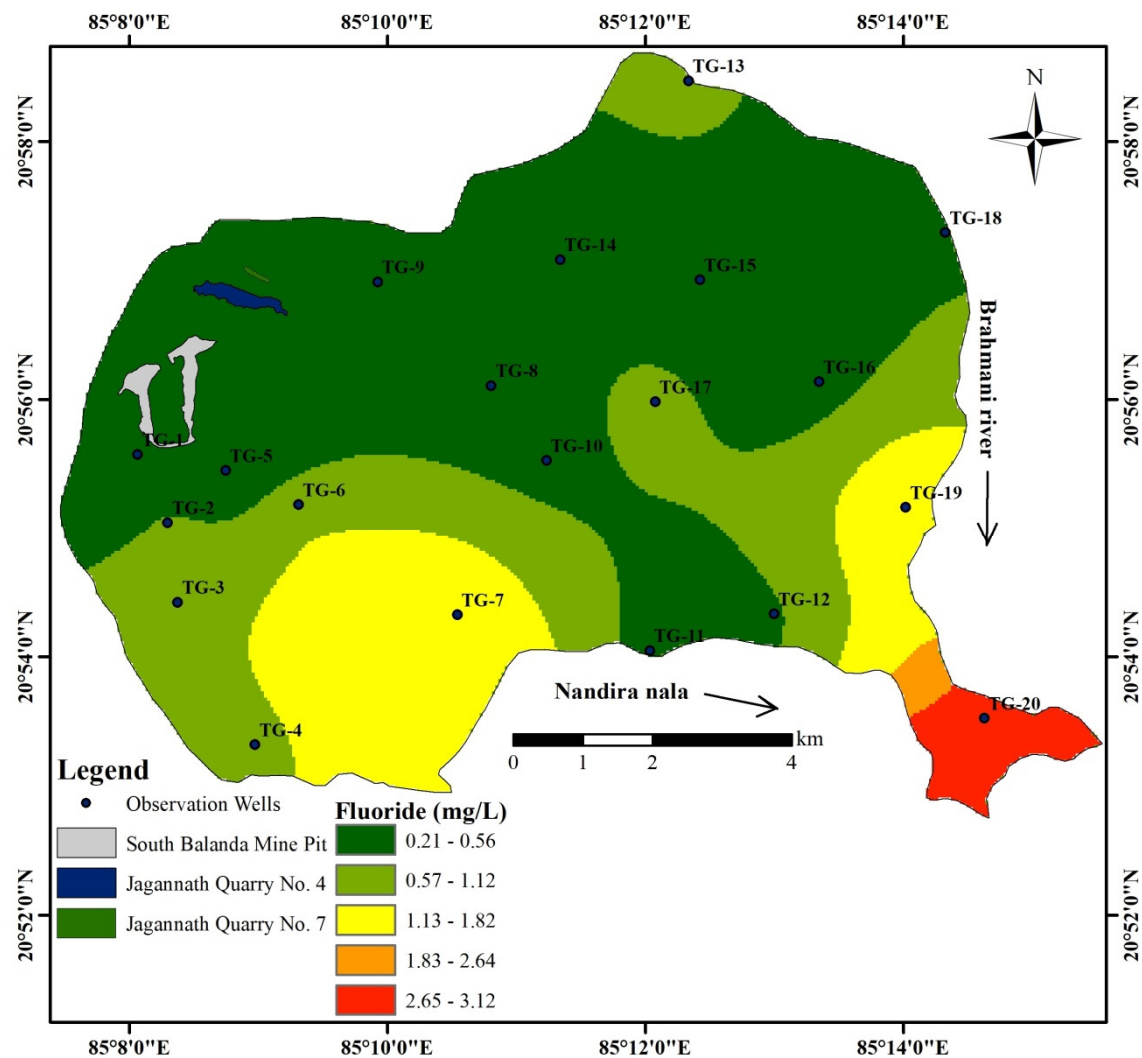 85°8'0"E 85°10'0"E 85°12'0"E 85°14'0"E
TG-13
N
20°58'0"N 20°58'0"N
TG-18
TG-14
TG-9 TG-15
Brahmani river
TG-8 TG-16
TG-17
20°56'0"N 20°56'0"N
TG-1 TG-10
TG-5
TG-6 TG-19
TG-2
TG-3 TG-7 TG-12
TG-11
20°54'0"N 20°54'0"N
Nandira nala
TG-20
TG-4
km
0 1 2 4
Legend
Observation Wells
South Balanda Mine Pit
Jagannath Quarry No. 4
Jagannath Quarry No. 7
Fluoride (mg/L)
0.21 - 0.56
0.57 - 1.12
1.13 - 1.82
1.83 - 2.64
2.65 - 3.12
20°52'0"N 20°52'0"N
85°8'0"E 85°10'0"E 85°12'0"E 85°14'0"E